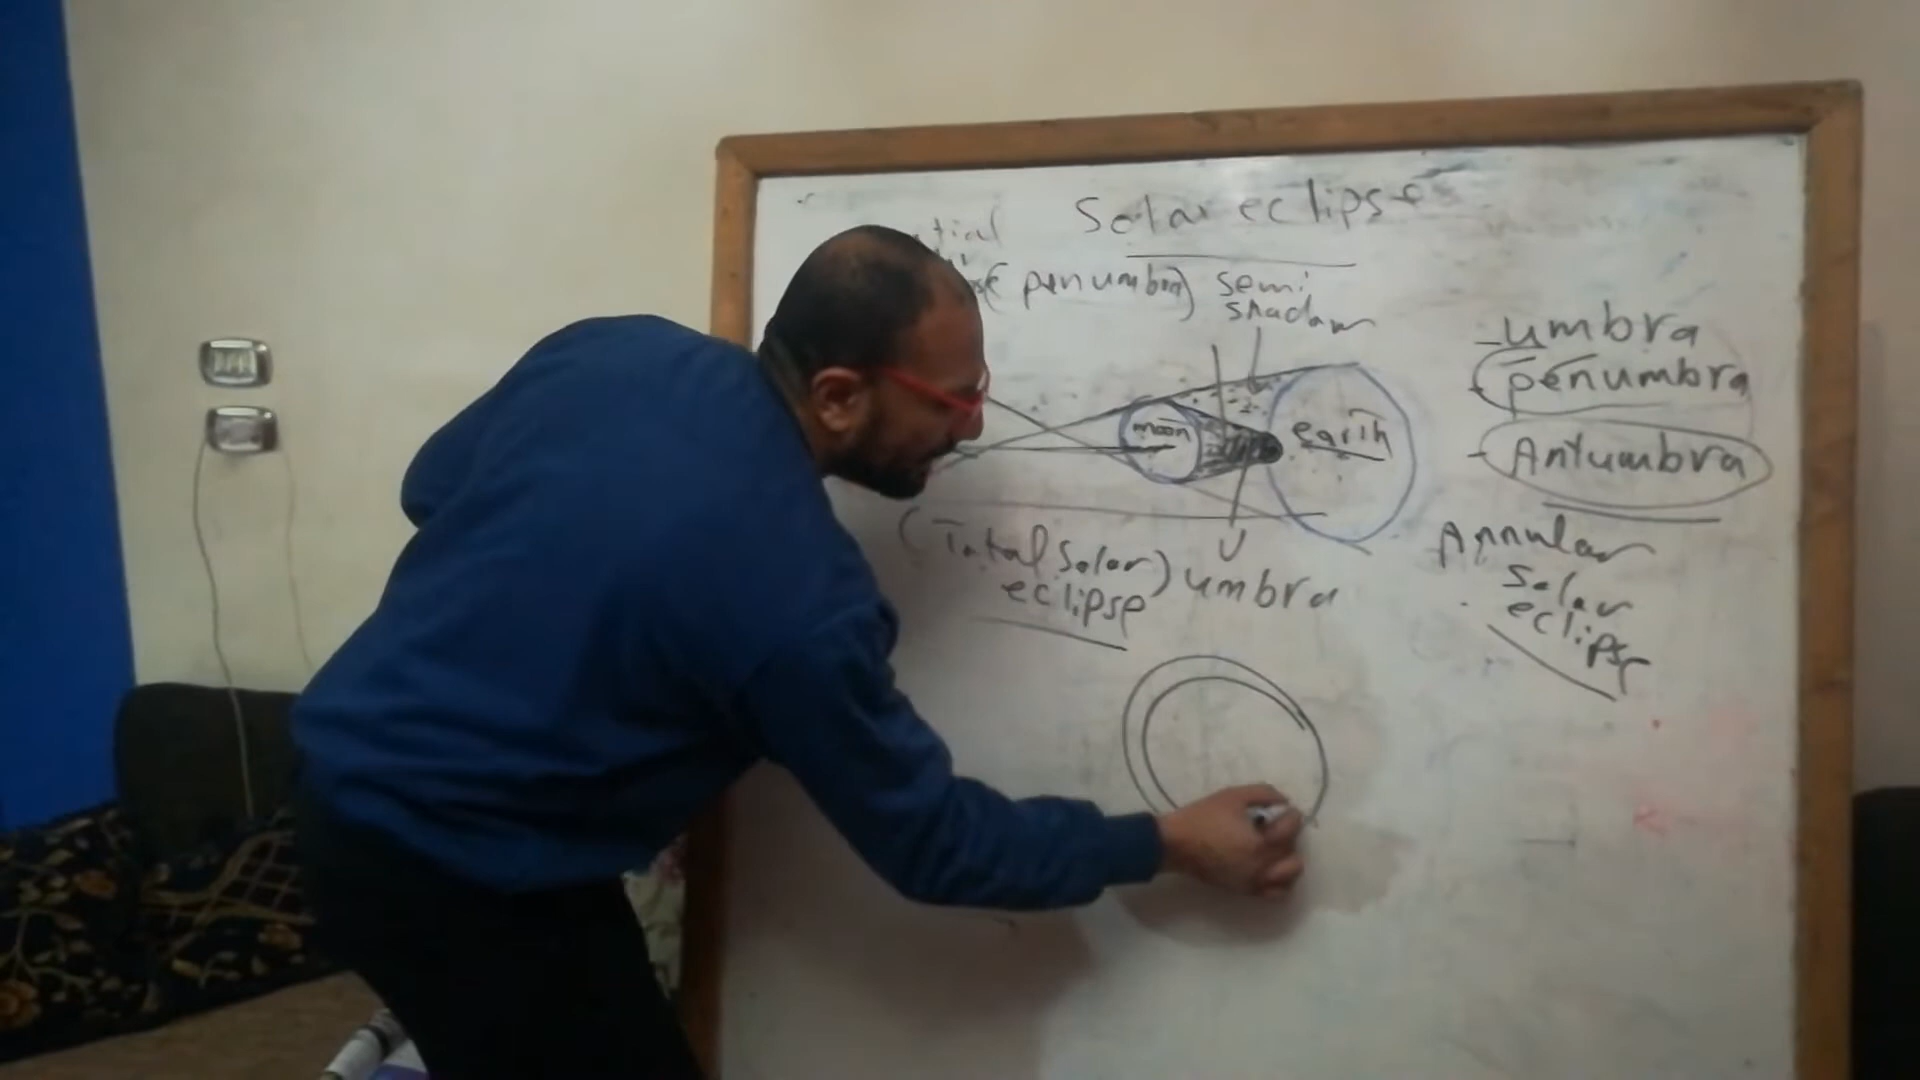 Solar eclipse
tial
(penumbra) semi
shadow
moon
earth
- umbra
- penumbra
- Antumbra
Annular
solar
eclipse
(Total solar) umbra
eclipse